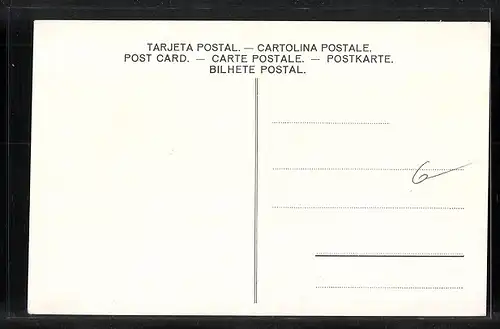 TARJETA POSTAL. — CARTOLINA POSTALE.
POST CARD. — CARTE POSTALE. — POSTKARTE.
BILHETE POSTAL.
6